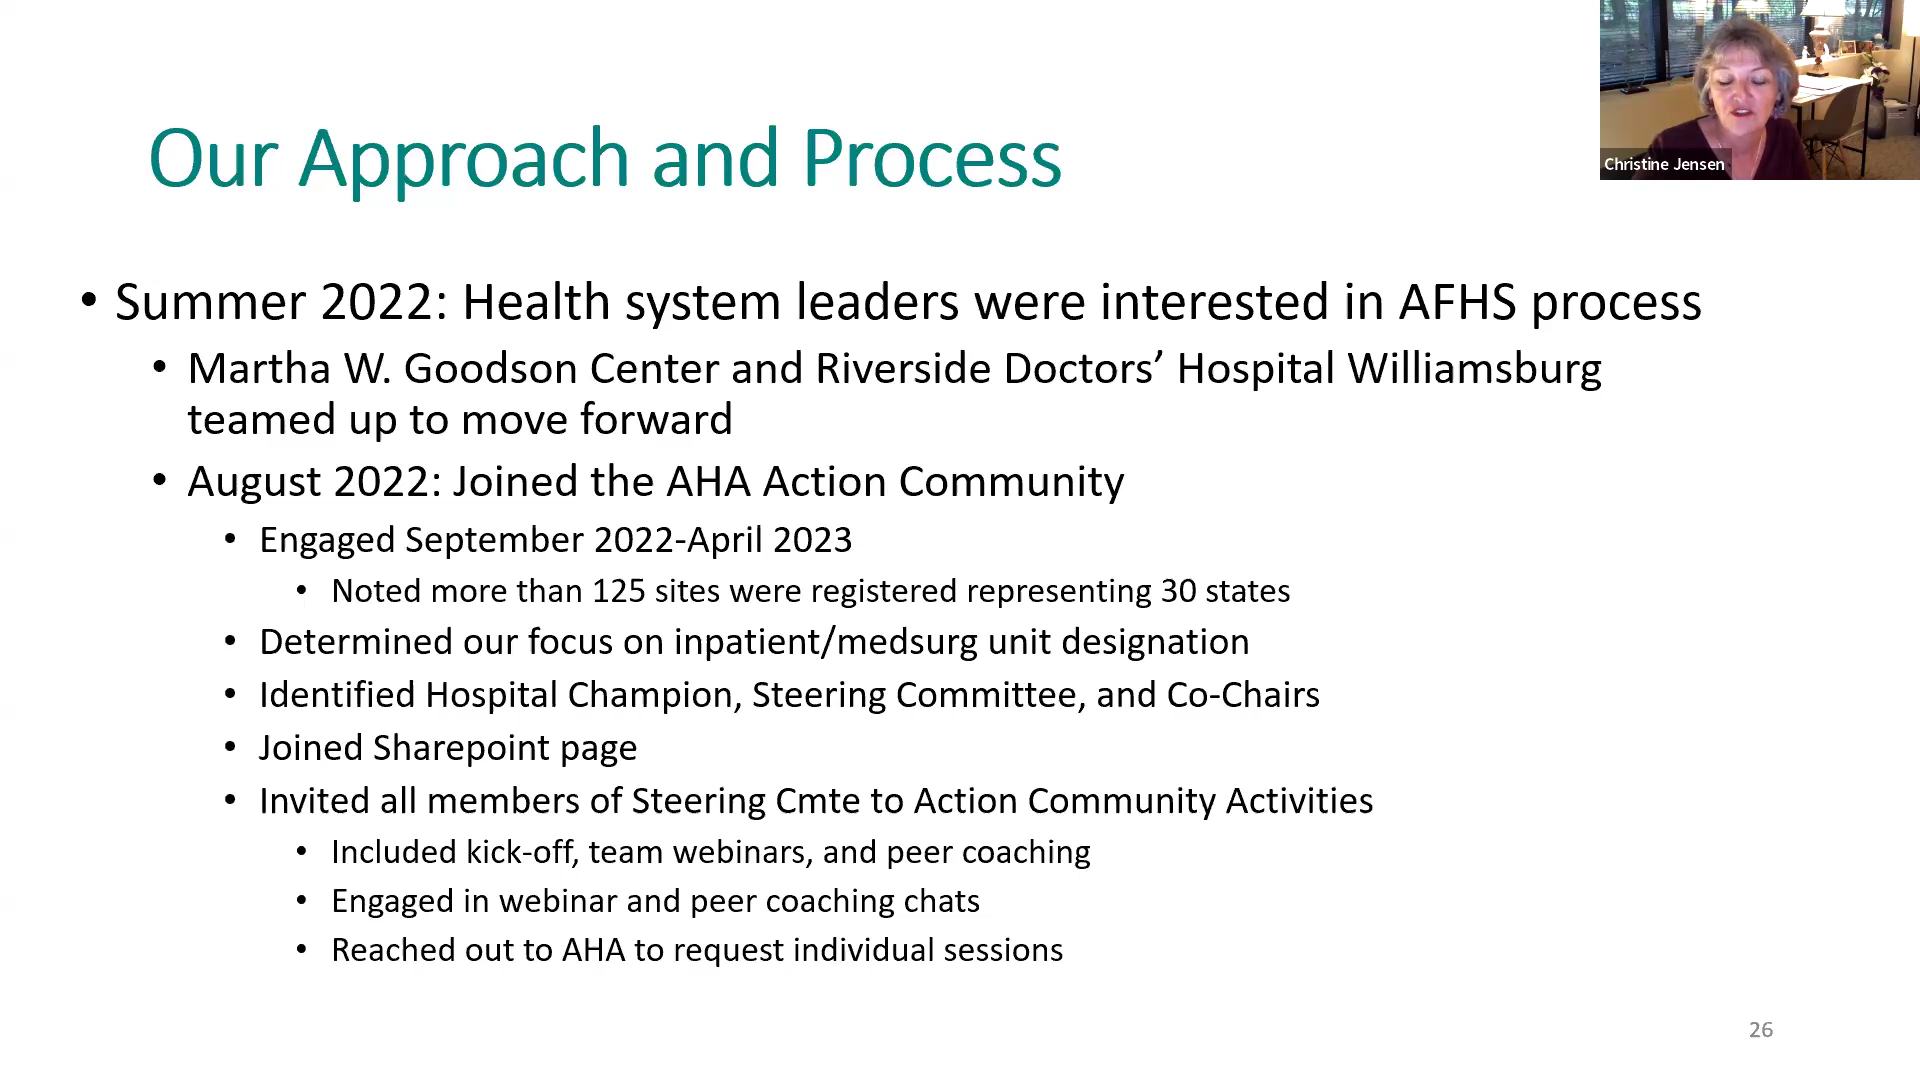 Christine Jensen
Our Approach and Process
• Summer 2022: Health system leaders were interested in AFHS process
• Martha W. Goodson Center and Riverside Doctors’ Hospital Williamsburg
teamed up to move forward
• August 2022: Joined the AHA Action Community
• Engaged September 2022-April 2023
• Noted more than 125 sites were registered representing 30 states
• Determined our focus on inpatient/medsurg unit designation
• Identified Hospital Champion, Steering Committee, and Co-Chairs
• Joined Sharepoint page
• Invited all members of Steering Cmte to Action Community Activities
• Included kick-off, team webinars, and peer coaching
• Engaged in webinar and peer coaching chats
• Reached out to AHA to request individual sessions
26